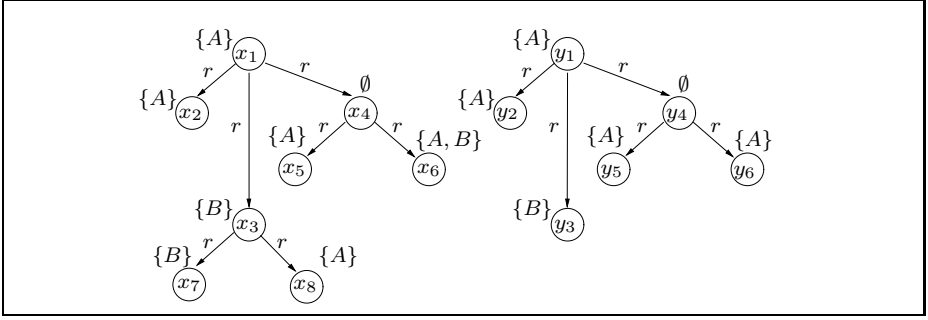 {A} x₁ {A} y₁
r r ∅ r r ∅
{A} x₂ x₄ {A} y₂ y₄
r {A} r r {A, B} r {A} r r {A}
x₅ x₆ y₅ y₆
{B} x₃ {B} y₃
{B} r r {A}
x₇ x₈